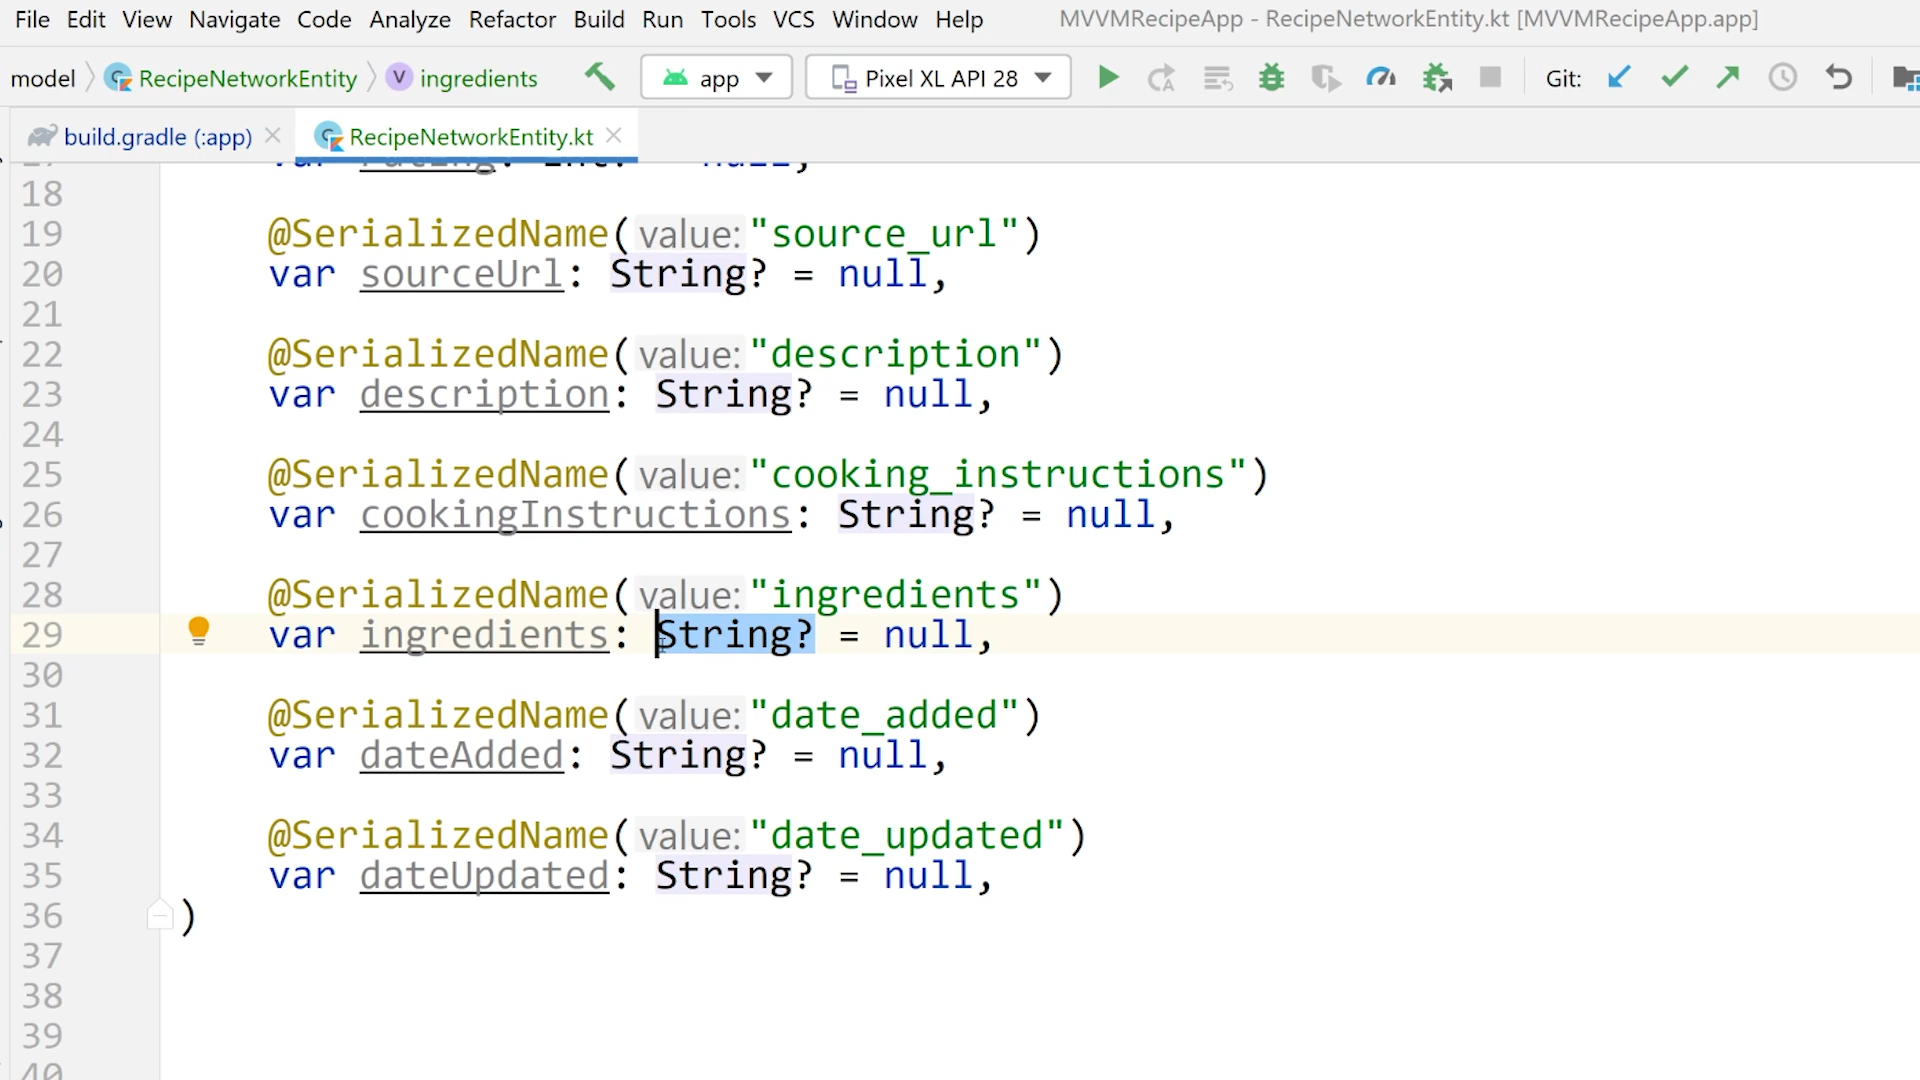 File Edit View Navigate Code Analyze Refactor Build Run Tools VCS Window Help MVVMRecipeApp - RecipeNetworkEntity.kt [MVVMRecipeApp.app]
model RecipeNetworkEntity V ingredients app Pixel XL API 28 Git:
build.gradle (:app) RecipeNetworkEntity.kt
18
19 @SerializedName( value: "source_url")
20 var sourceUrl: String? = null,
21
22 @SerializedName( value: "description")
23 var description: String? = null,
24
25 @SerializedName( value: "cooking_instructions")
26 var cookingInstructions: String? = null,
27
28 @SerializedName( value: "ingredients")
29 var ingredients: String? = null,
30
31 @SerializedName( value: "date_added")
32 var dateAdded: String? = null,
33
34 @SerializedName( value: "date_updated")
35 var dateUpdated: String? = null,
36 )
37
38
39
40